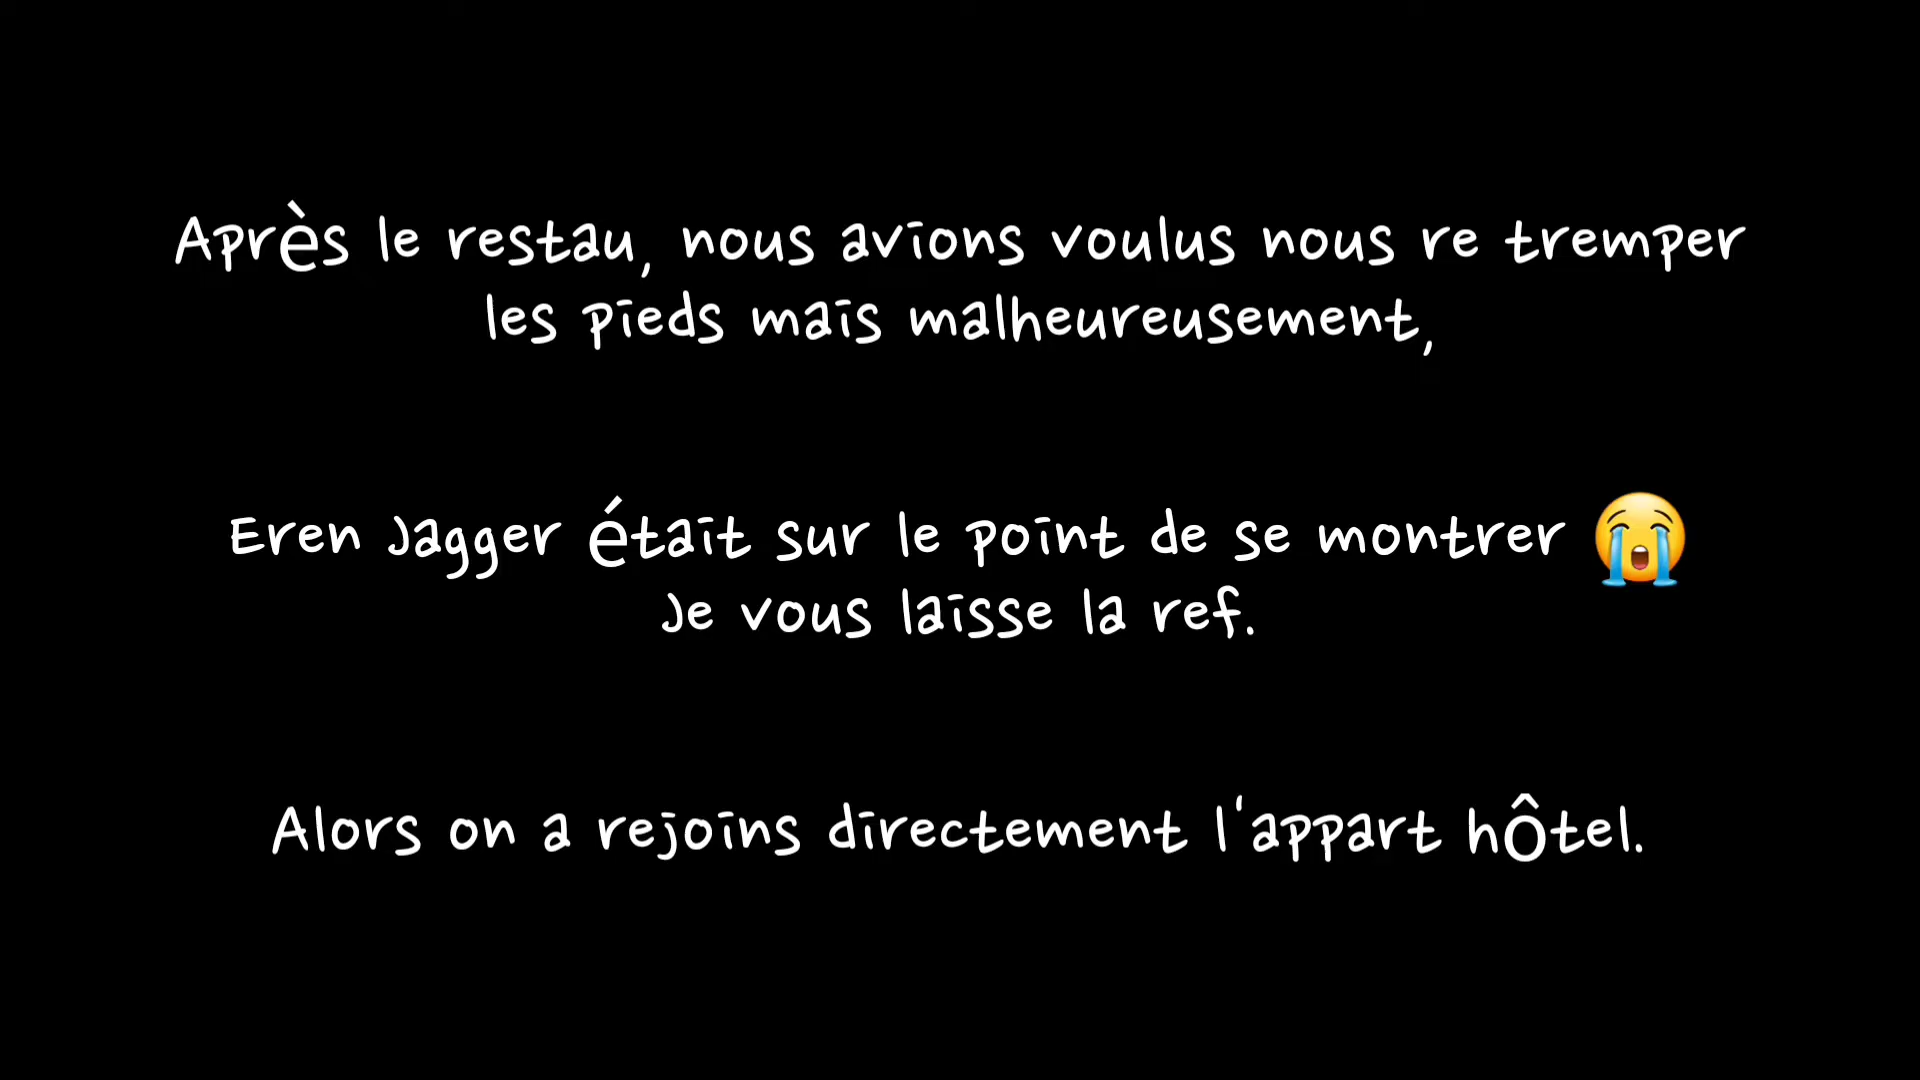 Après le restau, nous avions voulus nous re tremper
les pieds mais malheureusement,
Eren Jagger était sur le point de se montrer 😭
Je vous laisse la ref.
Alors on a rejoins directement l'appart hôtel.